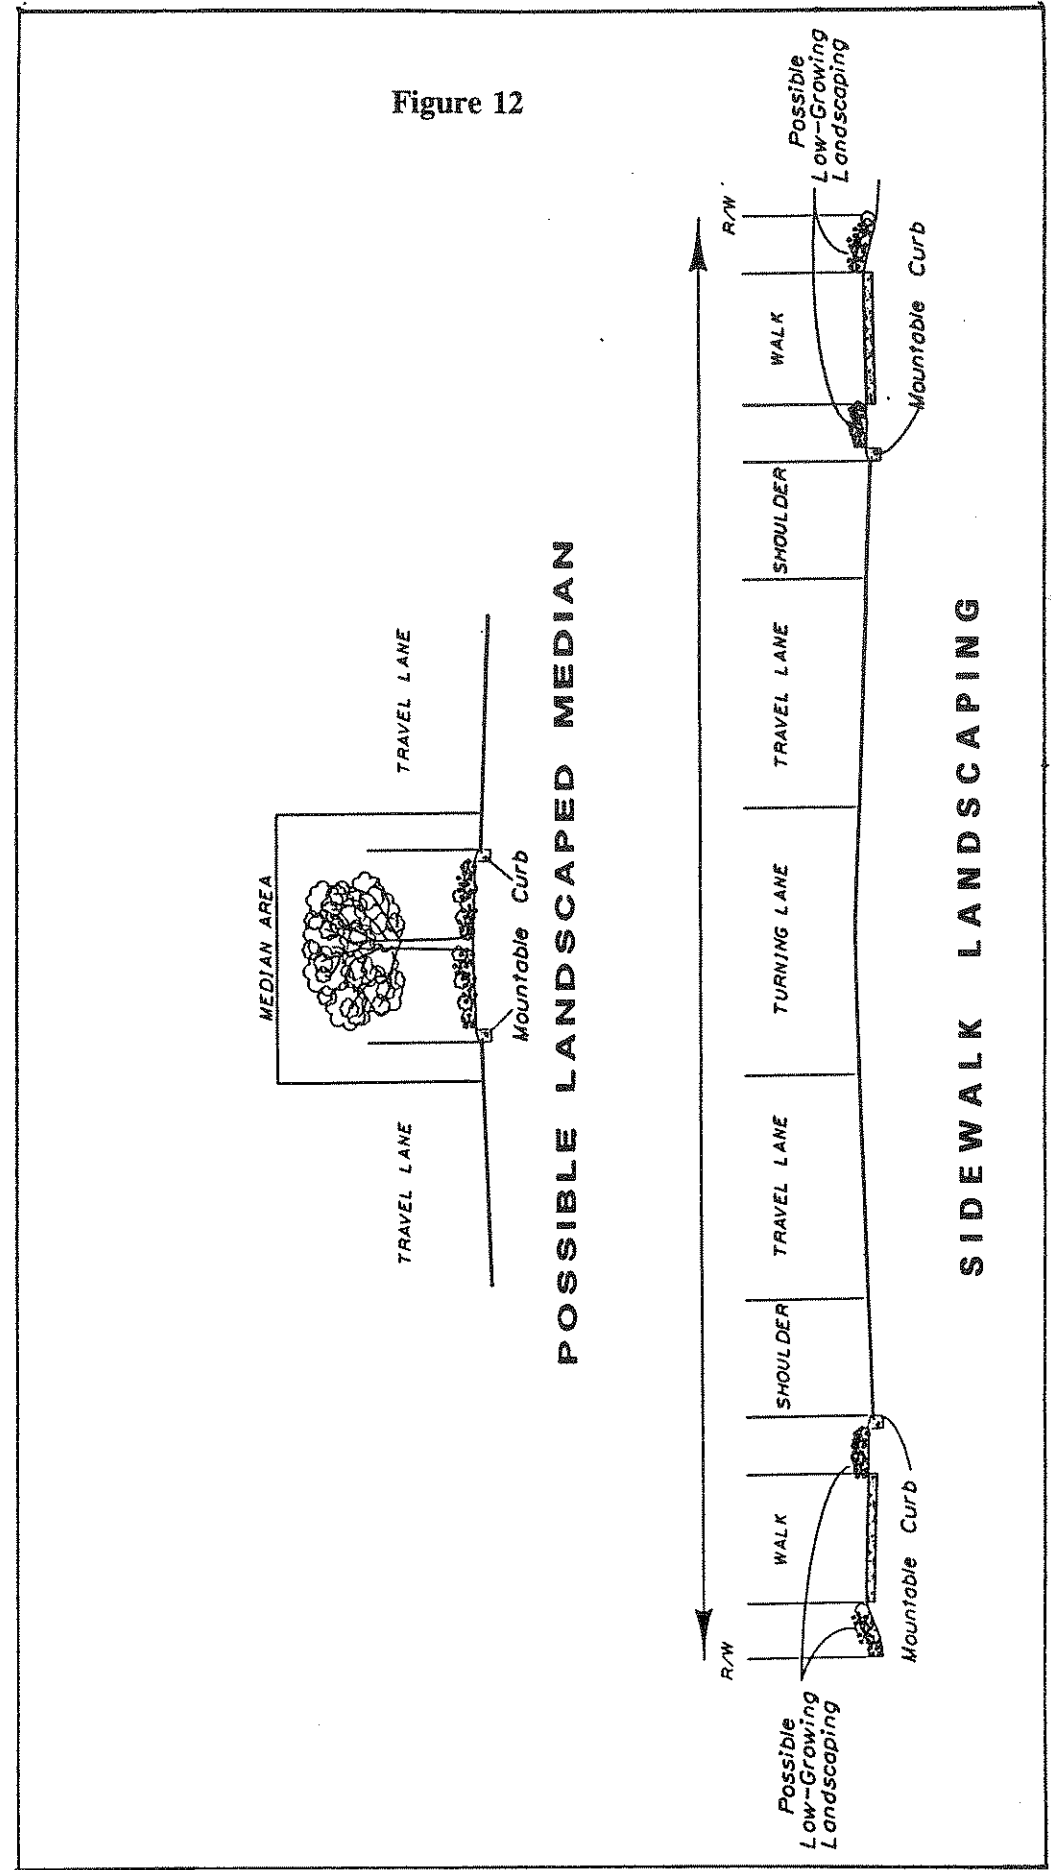 Figure 12
MEDIAN AREA
TRAVEL LANE
TRAVEL LANE
Mountable Curb
POSSIBLE LANDSCAPED MEDIAN
R/W
R/W
Possible
Low-Growing
Landscaping
WALK
SHOULDER
TRAVEL LANE
TURNING LANE
TRAVEL LANE
SHOULDER
WALK
Possible
Low-Growing
Landscaping
Mountable Curb
Mountable Curb
SIDEWALK LANDSCAPING